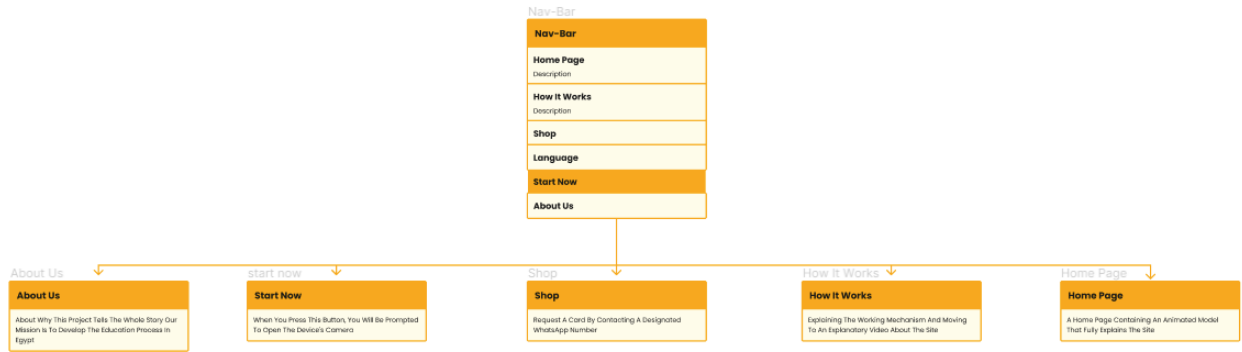 Nav-Bar
Nav-Bar
Home Page
Description
How It Works
Description
Shop
Language
Start Now
About Us
About Us
About Us
About Why This Project Tells The Whole Story Our
Mission Is To Develop The Education Process In
Egypt
start now
Start Now
When You Press This Button, You Will Be Prompted
To Open The Device's Camera
Shop
Shop
Request A Card By Contacting A Designated
WhatsApp Number
How It Works
How It Works
Explaining The Working Mechanism And Moving
To An Explanatory Video About The Site
Home Page
Home Page
A Home Page Containing An Animated Model
That Fully Explains The Site